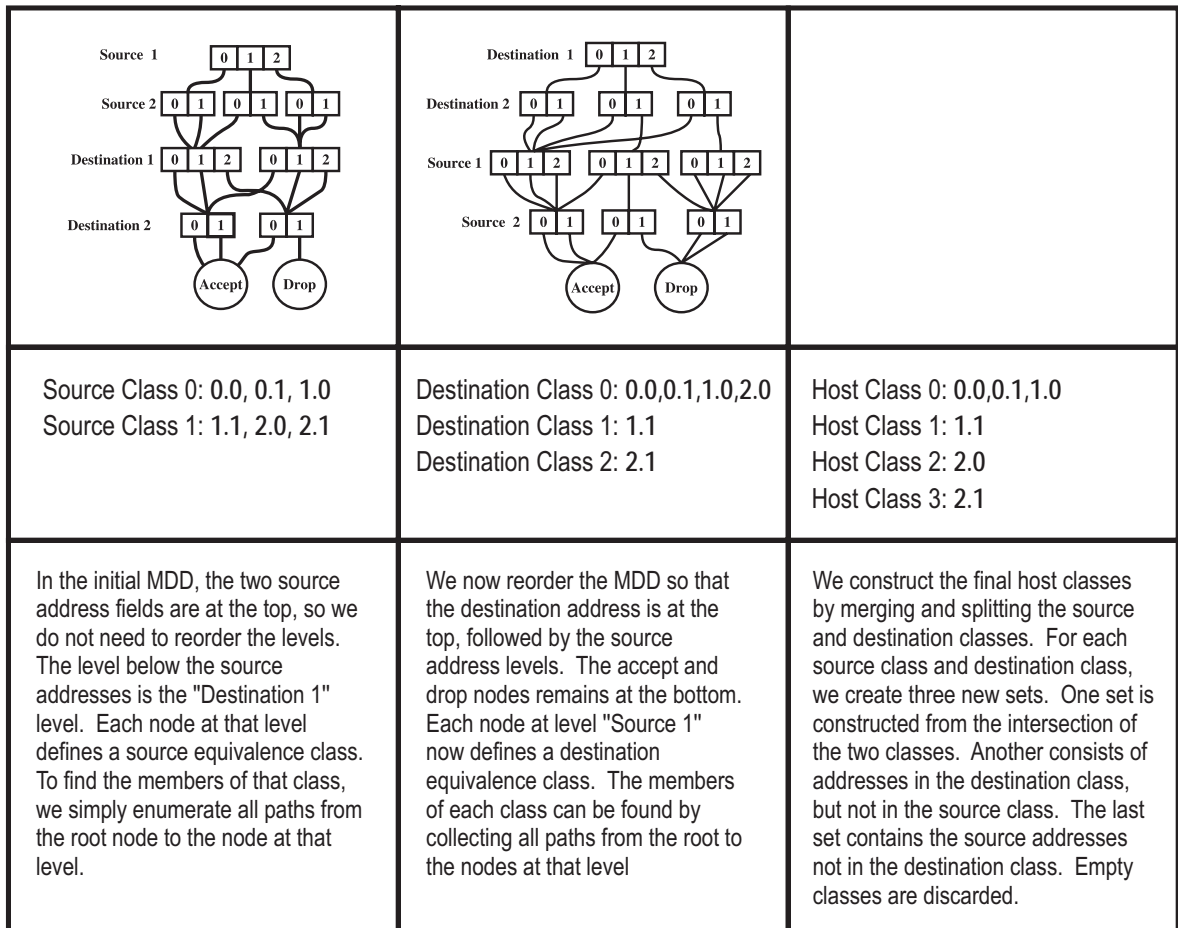 Source 1 0 1 2
Source 2 0 1 0 1 0 1
Destination 1 0 1 2 0 1 2
Destination 2 0 1 0 1
Accept Drop
Destination 1 0 1 2
Destination 2 0 1 0 1 0 1
Source 1 0 1 2 0 1 2 0 1 2
Source 2 0 1 0 1 0 1
Accept Drop
Source Class 0: 0.0, 0.1, 1.0
Source Class 1: 1.1, 2.0, 2.1
Destination Class 0: 0.0,0.1,1.0,2.0
Destination Class 1: 1.1
Destination Class 2: 2.1
Host Class 0: 0.0,0.1,1.0
Host Class 1: 1.1
Host Class 2: 2.0
Host Class 3: 2.1
In the initial MDD, the two source
address fields are at the top, so we
do not need to reorder the levels.
The level below the source
addresses is the "Destination 1"
level. Each node at that level
defines a source equivalence class.
To find the members of that class,
we simply enumerate all paths from
the root node to the node at that
level.
We now reorder the MDD so that
the destination address is at the
top, followed by the source
address levels. The accept and
drop nodes remains at the bottom.
Each node at level "Source 1"
now defines a destination
equivalence class. The members
of each class can be found by
collecting all paths from the root to
the nodes at that level
We construct the final host classes
by merging and splitting the source
and destination classes. For each
source class and destination class,
we create three new sets. One set is
constructed from the intersection of
the two classes. Another consists of
addresses in the destination class,
but not in the source class. The last
set contains the source addresses
not in the destination class. Empty
classes are discarded.